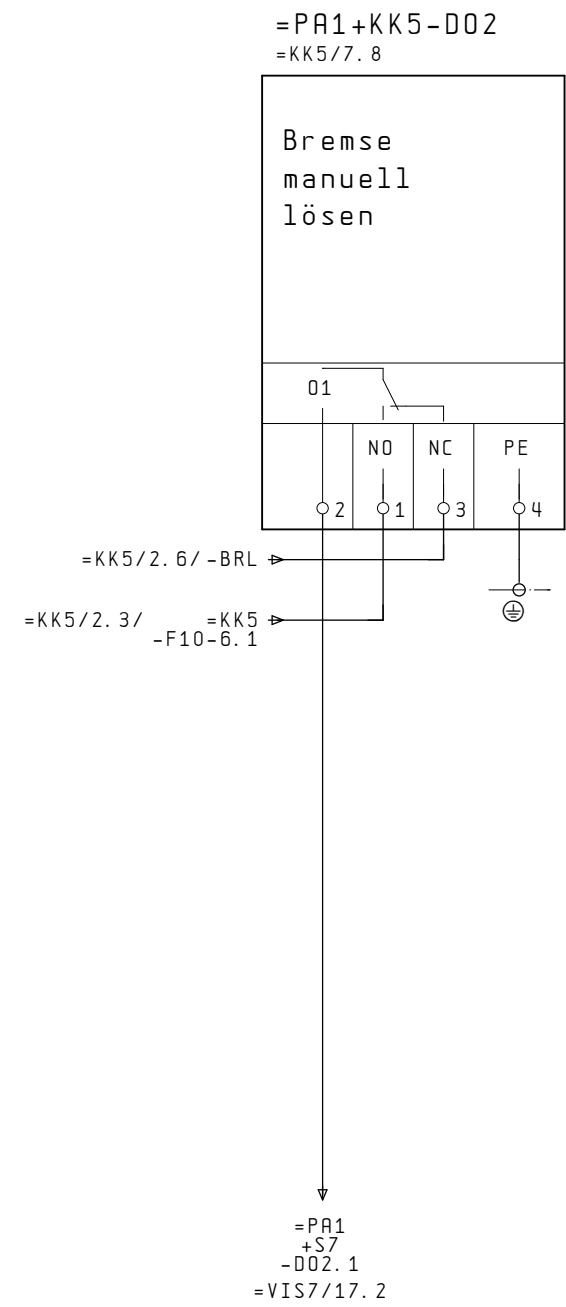 =PA1+KK5-DO2
=KK5/7.8
Bremse
manuell
lösen
O1
NO NC PE
2 1 3 4
=KK5/2.6/-BRL
=KK5/2.3/ =KK5
-F10-6.1
=PA1
+S7
-DO2.1
=VIS7/17.2